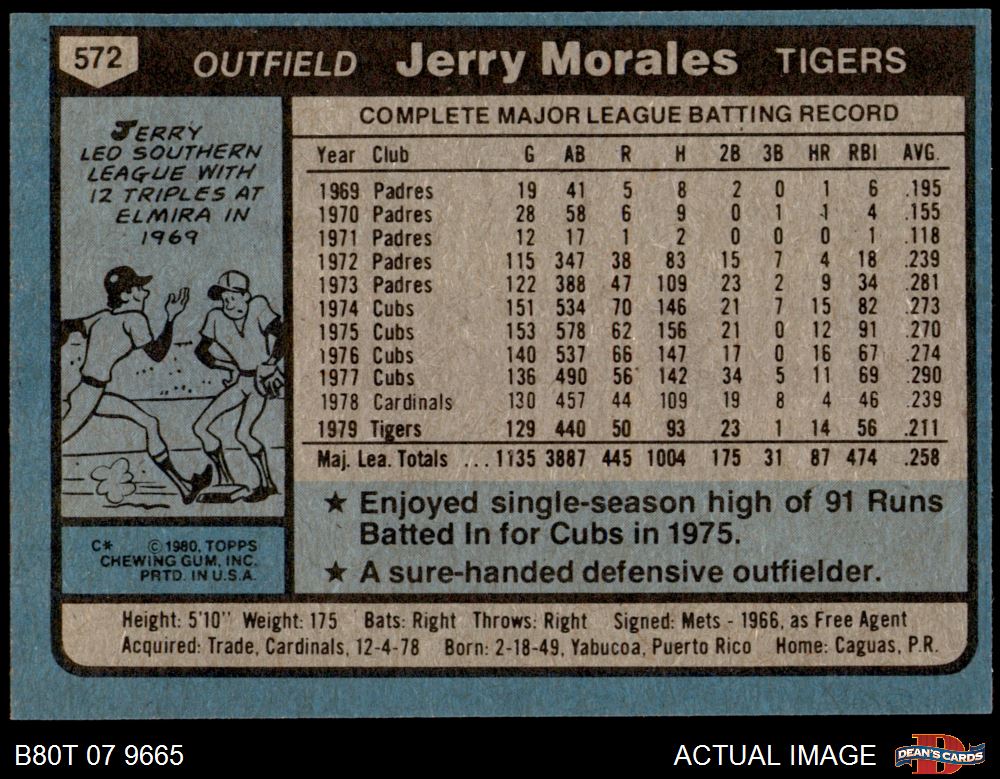 572 OUTFIELD Jerry Morales TIGERS
JERRY
LED SOUTHERN
LEAGUE WITH
12 TRIPLES AT
ELMIRA IN
1969
C* © 1980, TOPPS
CHEWING GUM, INC.
PRTD. IN U.S.A.
COMPLETE MAJOR LEAGUE BATTING RECORD
Year Club G AB R H 2B 3B HR RBI AVG.
1969 Padres 19 41 5 8 2 0 1 6 .195
1970 Padres 28 58 6 9 0 1 1 4 .155
1971 Padres 12 17 1 2 0 0 0 1 .118
1972 Padres 115 347 38 83 15 7 4 18 .239
1973 Padres 122 388 47 109 23 2 9 34 .281
1974 Cubs 151 534 70 146 21 7 15 82 .273
1975 Cubs 153 578 62 156 21 0 12 91 .270
1976 Cubs 140 537 66 147 17 0 16 67 .274
1977 Cubs 136 490 56 142 34 5 11 69 .290
1978 Cardinals 130 457 44 109 19 8 4 46 .239
1979 Tigers 129 440 50 93 23 1 14 56 .211
Maj. Lea. Totals ... 1135 3887 445 1004 175 31 87 474 .258
★ Enjoyed single-season high of 91 Runs
Batted In for Cubs in 1975.
★ A sure-handed defensive outfielder.
Height: 5'10" Weight: 175 Bats: Right Throws: Right Signed: Mets - 1966, as Free Agent
Acquired: Trade, Cardinals, 12-4-78 Born: 2-18-49, Yabucoa, Puerto Rico Home: Caguas, P.R.
B80T 07 9665 ACTUAL IMAGE DEAN'S CARDS